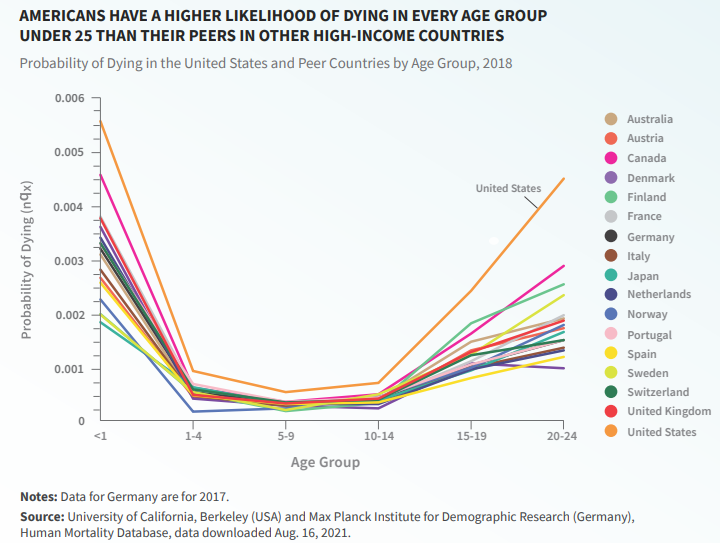 AMERICANS HAVE A HIGHER LIKELIHOOD OF DYING IN EVERY AGE GROUP
UNDER 25 THAN THEIR PEERS IN OTHER HIGH-INCOME COUNTRIES
Probability of Dying in the United States and Peer Countries by Age Group, 2018
Probability of Dying (nqx)
0.006
0.005
0.004
0.003
0.002
0.001
0
<1
1-4
5-9
10-14
15-19
20-24
Age Group
United States
Australia
Austria
Canada
Denmark
Finland
France
Germany
Italy
Japan
Netherlands
Norway
Portugal
Spain
Sweden
Switzerland
United Kingdom
United States
Notes: Data for Germany are for 2017.
Source: University of California, Berkeley (USA) and Max Planck Institute for Demographic Research (Germany),
Human Mortality Database, data downloaded Aug. 16, 2021.